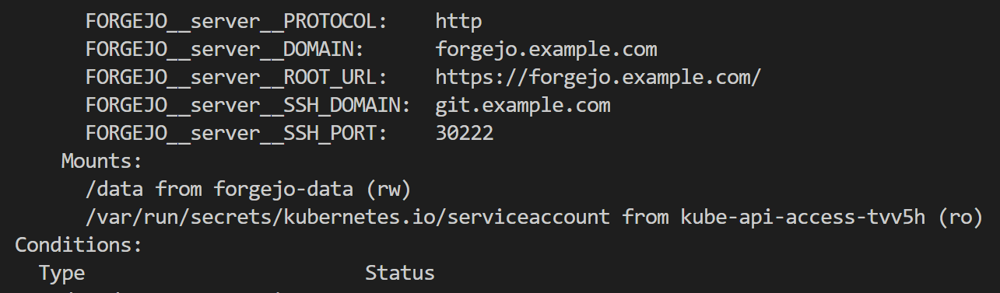 FORGEJO__server__PROTOCOL: http
FORGEJO__server__DOMAIN: forgejo.example.com
FORGEJO__server__ROOT_URL: https://forgejo.example.com/
FORGEJO__server__SSH_DOMAIN: git.example.com
FORGEJO__server__SSH_PORT: 30222
Mounts:
/data from forgejo-data (rw)
/var/run/secrets/kubernetes.io/serviceaccount from kube-api-access-tvv5h (ro)
Conditions:
Type Status